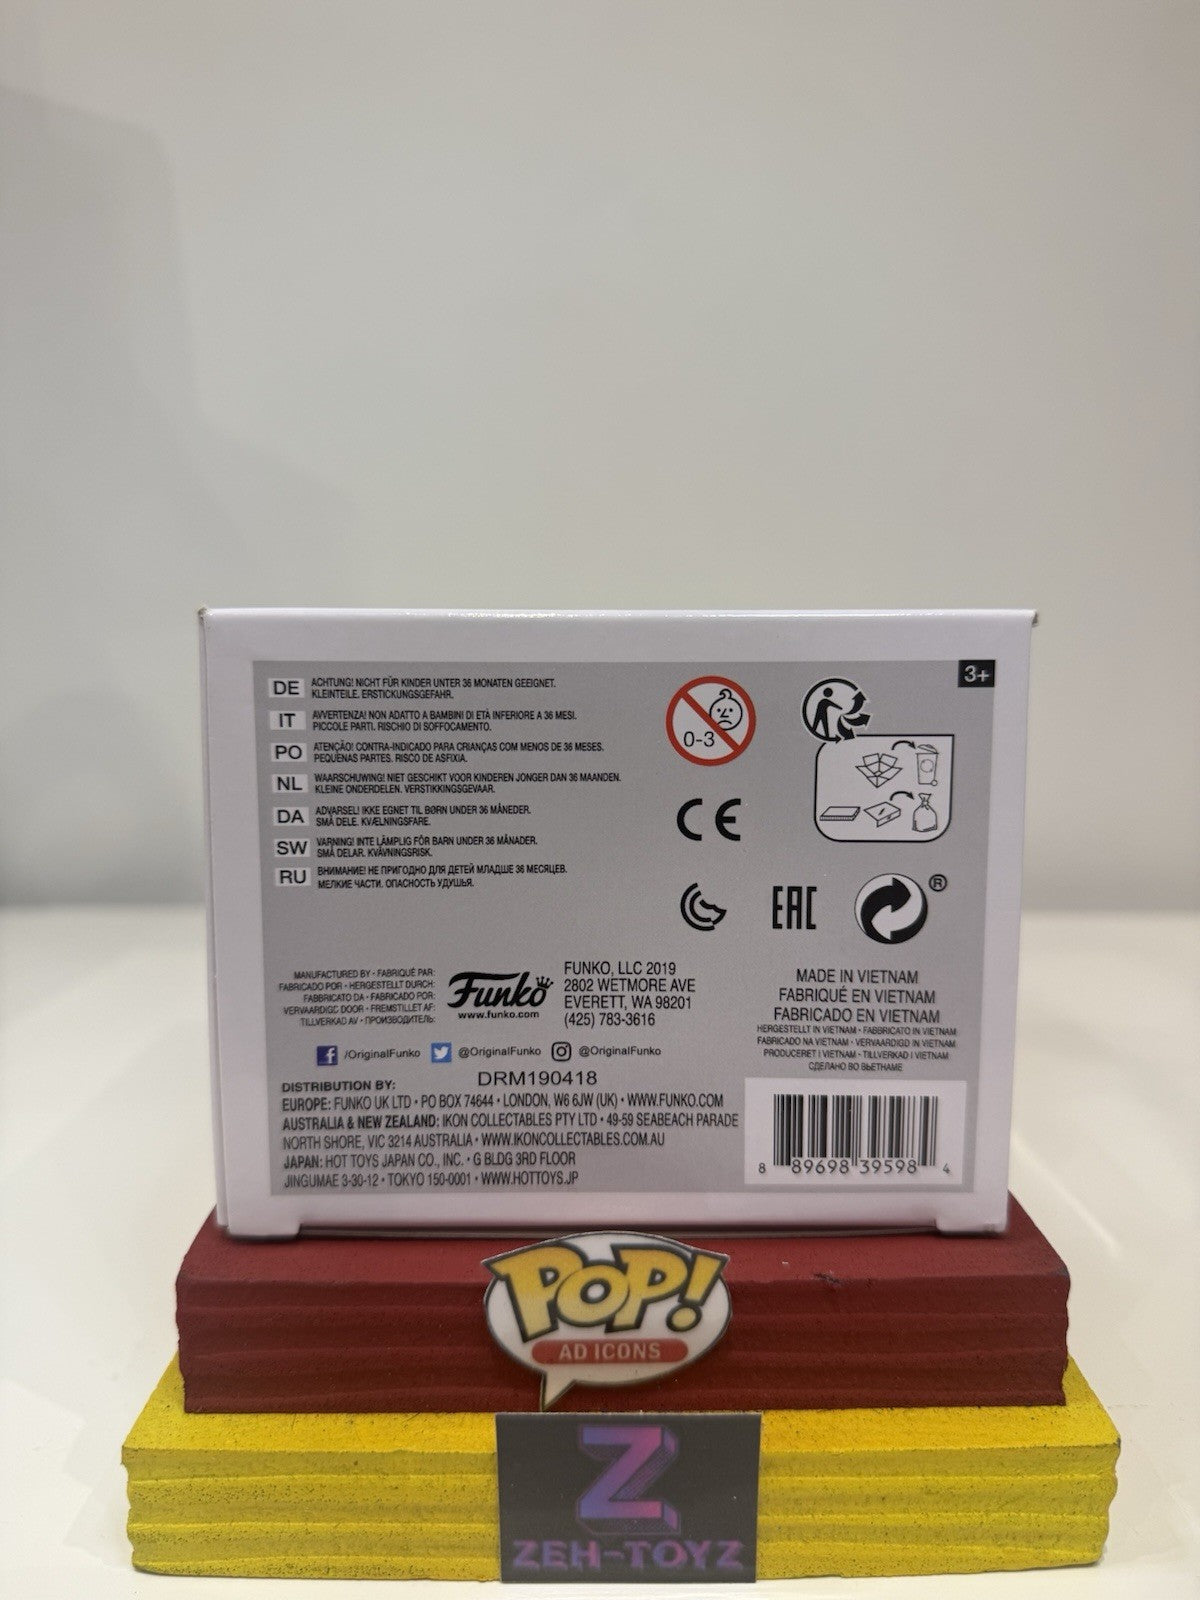 3+
DE ACHTUNG! NICHT FÜR KINDER UNTER 36 MONATEN GEEIGNET.
KLEINTEILE. ERSTICKUNGSGEFAHR.
IT AVVERTENZA! NON ADATTO A BAMBINI DI ETÀ INFERIORE A 36 MESI.
PICCOLE PARTI. RISCHIO DI SOFFOCAMENTO.
PO ATENÇÃO! CONTRA-INDICADO PARA CRIANÇAS COM MENOS DE 36 MESES.
PEQUENAS PARTES. RISCO DE ASFIXIA.
NL WAARSCHUWING! NIET GESCHIKT VOOR KINDEREN JONGER DAN 36 MAANDEN.
KLEINE ONDERDELEN. VERSTIKKINGSGEVAAR.
DA ADVARSEL! IKKE EGNET TIL BØRN UNDER 36 MÅNEDER.
SMÅ DELE. KVÆLNINGSFARE.
SW VARNING! INTE LÄMPLIG FÖR BARN UNDER 36 MÅNADER.
SMÅ DELAR. KVÄVNINGSRISK.
RU ВНИМАНИЕ! НЕ ПРИГОДНО ДЛЯ ДЕТЕЙ МЛАДШЕ 36 МЕСЯЦЕВ.
МЕЛКИЕ ЧАСТИ. ОПАСНОСТЬ УДУШЬЯ.
0-3
CE
EAC
®
MANUFACTURED BY • FABRIQUÉ PAR:
FABRICADO POR • HERGESTELLT DURCH:
FABBRICATO DA • FABRICADO POR:
VERVAARDIGD DOOR • FREMSTILLET AF:
TILLVERKAD AV • ПРОИЗВОДИТЕЛЬ:
Funko
www.funko.com
FUNKO, LLC 2019
2802 WETMORE AVE
EVERETT, WA 98201
(425) 783-3616
MADE IN VIETNAM
FABRIQUÉ EN VIETNAM
FABRICADO EN VIETNAM
HERGESTELLT IN VIETNAM • FABBRICATO IN VIETNAM
FABRICADO NA VIETNAM • VERVAARDIGD IN VIETNAM
PRODUCERET I VIETNAM • TILLVERKAD I VIETNAM
СДЕЛАНО ВО ВЬЕТНАМЕ
f /OriginalFunko @OriginalFunko @OriginalFunko
DRM190418
DISTRIBUTION BY:
EUROPE: FUNKO UK LTD • PO BOX 74644 • LONDON, W6 6JW (UK) • WWW.FUNKO.COM
AUSTRALIA & NEW ZEALAND: IKON COLLECTABLES PTY LTD • 49-59 SEABEACH PARADE
NORTH SHORE, VIC 3214 AUSTRALIA • WWW.IKONCOLLECTABLES.COM.AU
JAPAN: HOT TOYS JAPAN CO., INC. • G BLDG 3RD FLOOR
JINGUMAE 3-30-12 • TOKYO 150-0001 • WWW.HOTTOYS.JP
8 89698 39598 4
POP!
AD ICONS
Z
ZEH-TOYZ